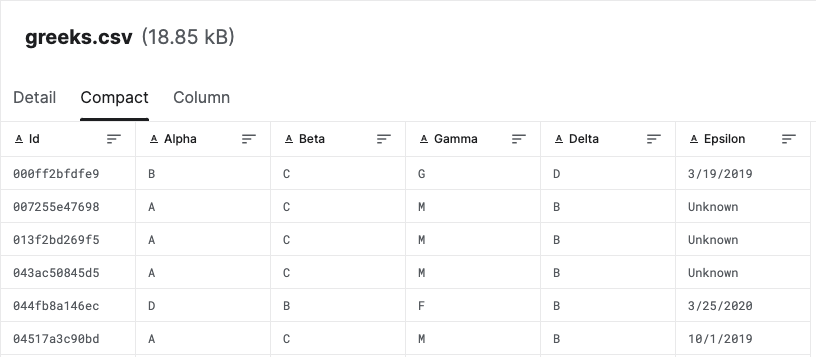 greeks.csv (18.85 kB)
Detail Compact Column
A Id A Alpha A Beta A Gamma A Delta A Epsilon
000ff2bfdfe9 B C G D 3/19/2019
007255e47698 A C M B Unknown
013f2bd269f5 A C M B Unknown
043ac50845d5 A C M B Unknown
044fb8a146ec D B F B 3/25/2020
04517a3c90bd A C M B 10/1/2019